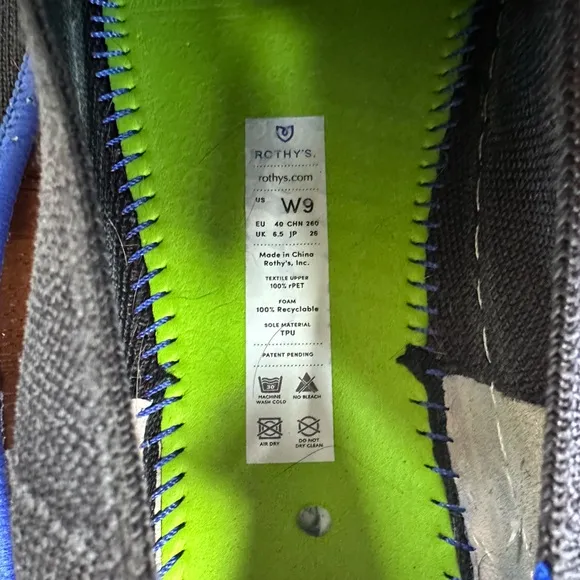 ROTHY'S.
rothys.com
US W9
EU 40 CHN 260
UK 6.5 JP 26
Made in China
Rothy's, Inc.
TEXTILE UPPER
100% rPET
FOAM
100% Recyclable
SOLE MATERIAL
TPU
PATENT PENDING
30
MACHINE WASH COLD
NO BLEACH
AIR DRY
DO NOT DRY CLEAN